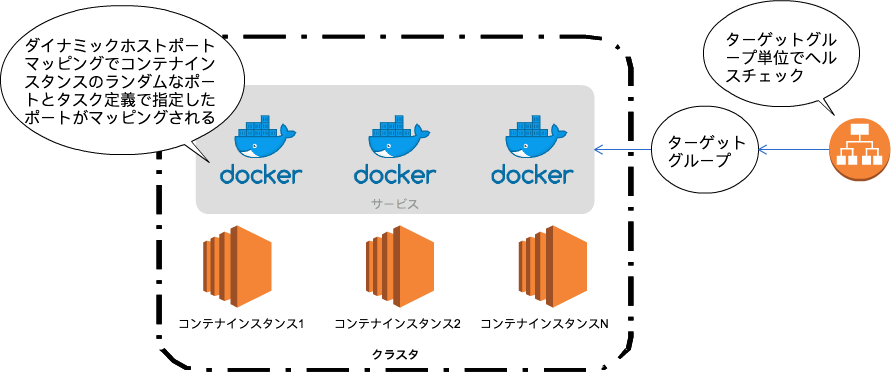 ダイナミックホストポート
マッピングでコンテナイン
スタンスのランダムなポー
トとタスク定義で指定した
ポートがマッピングされる
ターゲットグル
ープ単位でヘル
スチェック
ターゲット
グループ
docker
docker
docker
サービス
コンテナインスタンス1
コンテナインスタンス2
コンテナインスタンスN
クラスタ